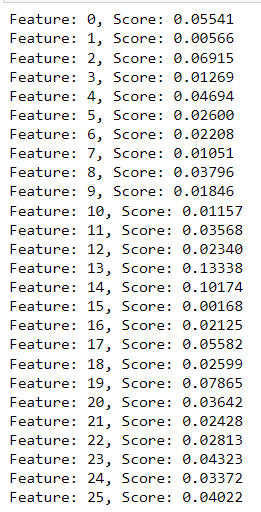 Feature: 0, Score: 0.05541
Feature: 1, Score: 0.00566
Feature: 2, Score: 0.06915
Feature: 3, Score: 0.01269
Feature: 4, Score: 0.04694
Feature: 5, Score: 0.02600
Feature: 6, Score: 0.02208
Feature: 7, Score: 0.01051
Feature: 8, Score: 0.03796
Feature: 9, Score: 0.01846
Feature: 10, Score: 0.01157
Feature: 11, Score: 0.03568
Feature: 12, Score: 0.02340
Feature: 13, Score: 0.13338
Feature: 14, Score: 0.10174
Feature: 15, Score: 0.00168
Feature: 16, Score: 0.02125
Feature: 17, Score: 0.05582
Feature: 18, Score: 0.02599
Feature: 19, Score: 0.07865
Feature: 20, Score: 0.03642
Feature: 21, Score: 0.02428
Feature: 22, Score: 0.02813
Feature: 23, Score: 0.04323
Feature: 24, Score: 0.03372
Feature: 25, Score: 0.04022